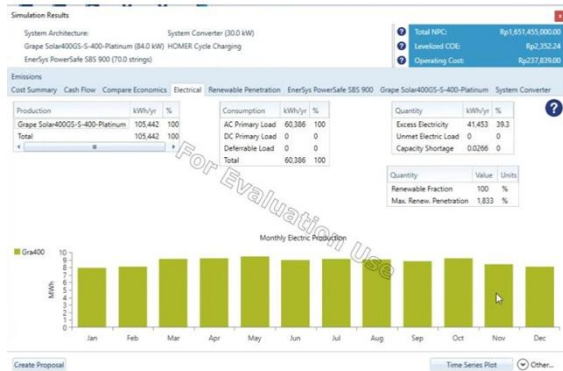 Simulation Results
System Architecture:
System Converter (30.0 kW)
Grape Solar400GS-S-400-Platinum (84.0 kW)
HOMER Cycle Charging
EnerSys PowerSafe SBS 900 (70.0 strings)
Total NPC: Rp1,651,455,000.00
Levelized COE: Rp2,352.24
Operating Cost: Rp237,839.00
Emissions
Cost Summary Cash Flow Compare Economics Electrical Renewable Penetration EnerSys PowerSafe SBS 900 Grape Solar400GS-S-400-Platinum System Converter
Production kWh/yr %
Grape Solar400GS-S-400-Platinum 105,442 100
Total 105,442 100
Consumption kWh/yr %
AC Primary Load 60,386 100
DC Primary Load 0 0
Deferrable Load 0 0
Total 60,386 100
Quantity kWh/yr %
Excess Electricity 41,453 39.3
Unmet Electric Load 0 0
Capacity Shortage 0.0266 0
Quantity Value Units
Renewable Fraction 100 %
Max. Renew. Penetration 1,833 %
For Evaluation Use
Monthly Electric Production
Gra400
MWh
10
9
8
7
6
5
4
3
2
1
0
Jan Feb Mar Apr May Jun Jul Aug Sep Oct Nov Dec
Create Proposal
Time Series Plot
Other...